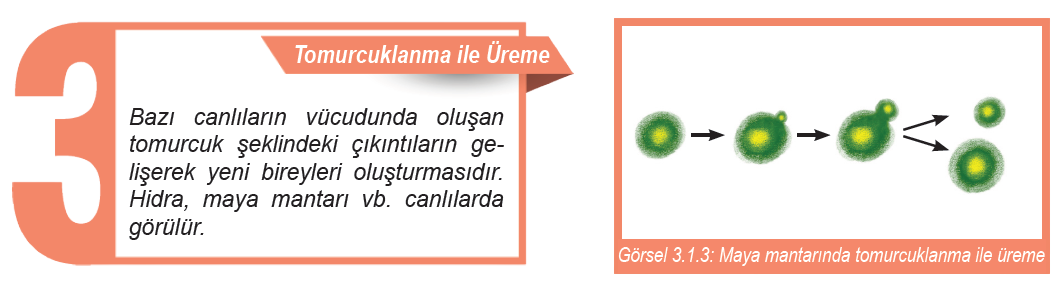 3
Tomurcuklanma ile Üreme
Bazı canlıların vücudunda oluşan
tomurcuk şeklindeki çıkıntıların ge-
lişerek yeni bireyleri oluşturmasıdır.
Hidra, maya mantarı vb. canlılarda
görülür.
Görsel 3.1.3: Maya mantarında tomurcuklanma ile üreme